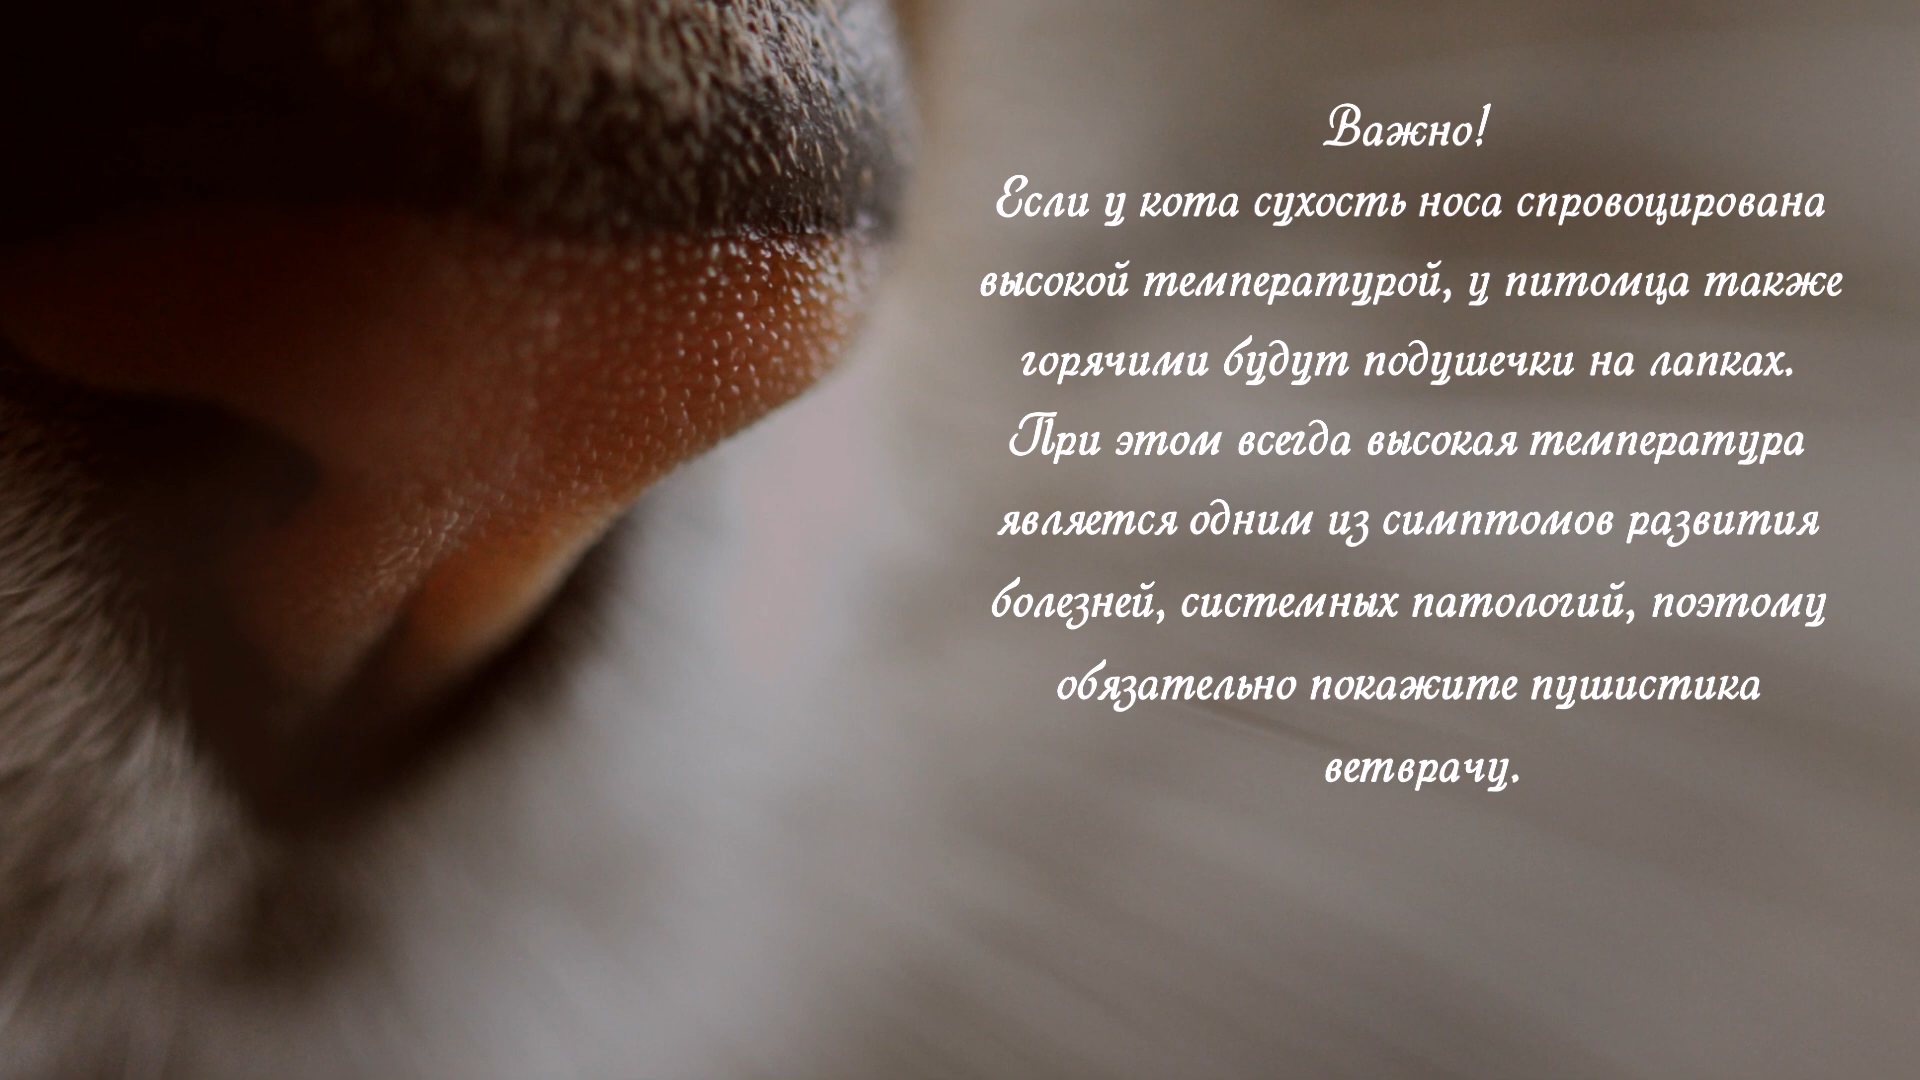 Важно!
Если у кота сухость носа спровоцирована
высокой температурой, у питомца также
горячими будут подушечки на лапках.
При этом всегда высокая температура
является одним из симптомов развития
болезней, системных патологий, поэтому
обязательно покажите пушистика
ветврачу.